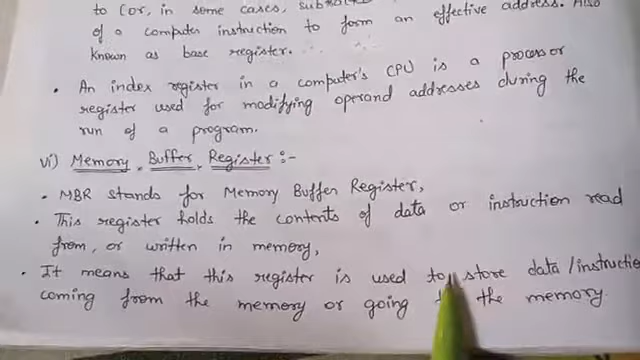 to (or, in some cases, subt
of a computer instruction to form an effective address. Also
known as base register.
• An index register in a computer's CPU is a processor
register used for modifying operand addresses during the
run of a program.
vi) Memory Buffer Register :-
• MBR stands for Memory Buffer Register,
• This register holds the contents of data or instruction read
from, or written in memory,
• It means that this register is used to store data/instructio
coming from the memory or going the memory.